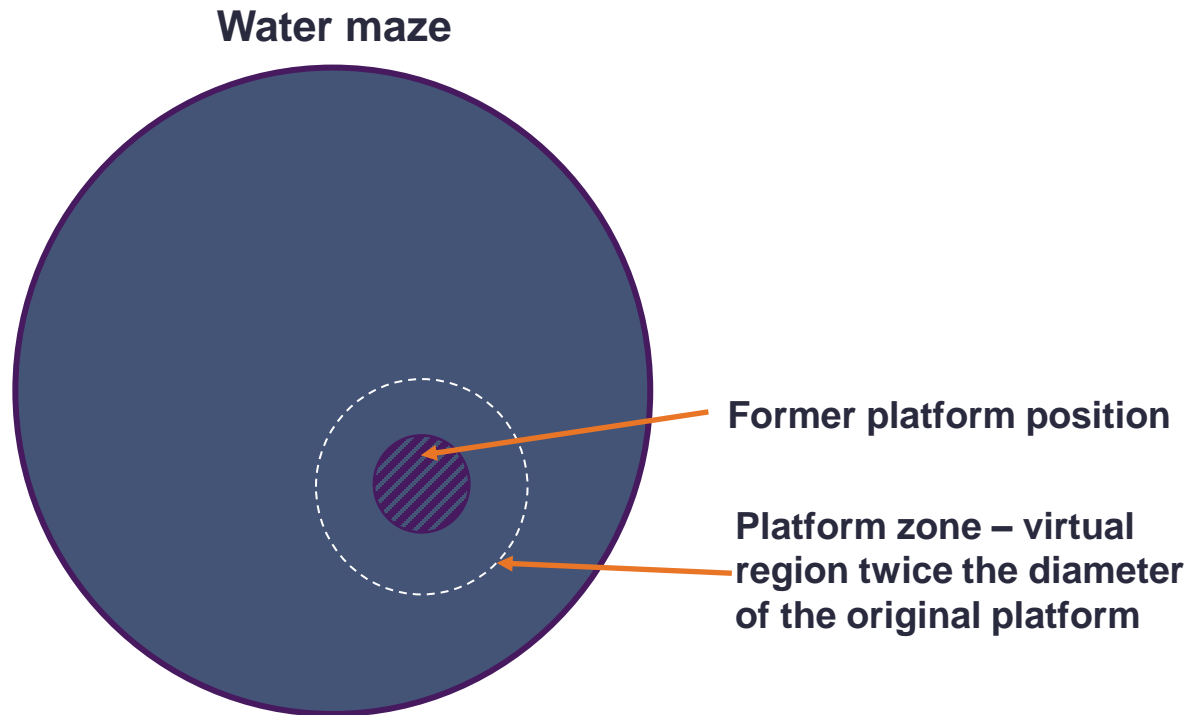 Water maze
Former platform position
Platform zone – virtual
region twice the diameter
of the original platform